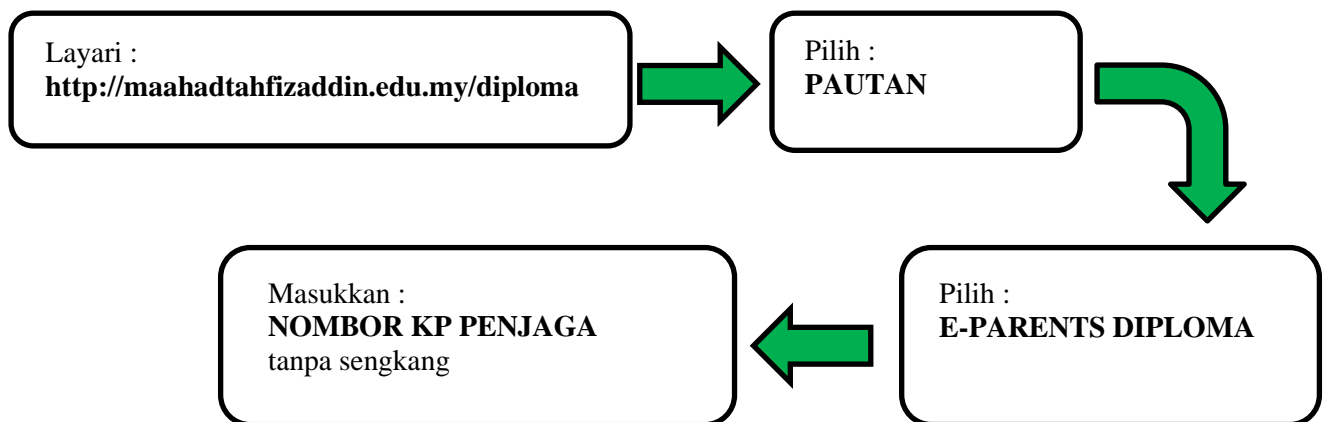 Layari :
http://maahadtahfizaddin.edu.my/diploma
Pilih :
PAUTAN
Pilih :
E-PARENTS DIPLOMA
Masukkan :
NOMBOR KP PENJAGA
tanpa sengkang